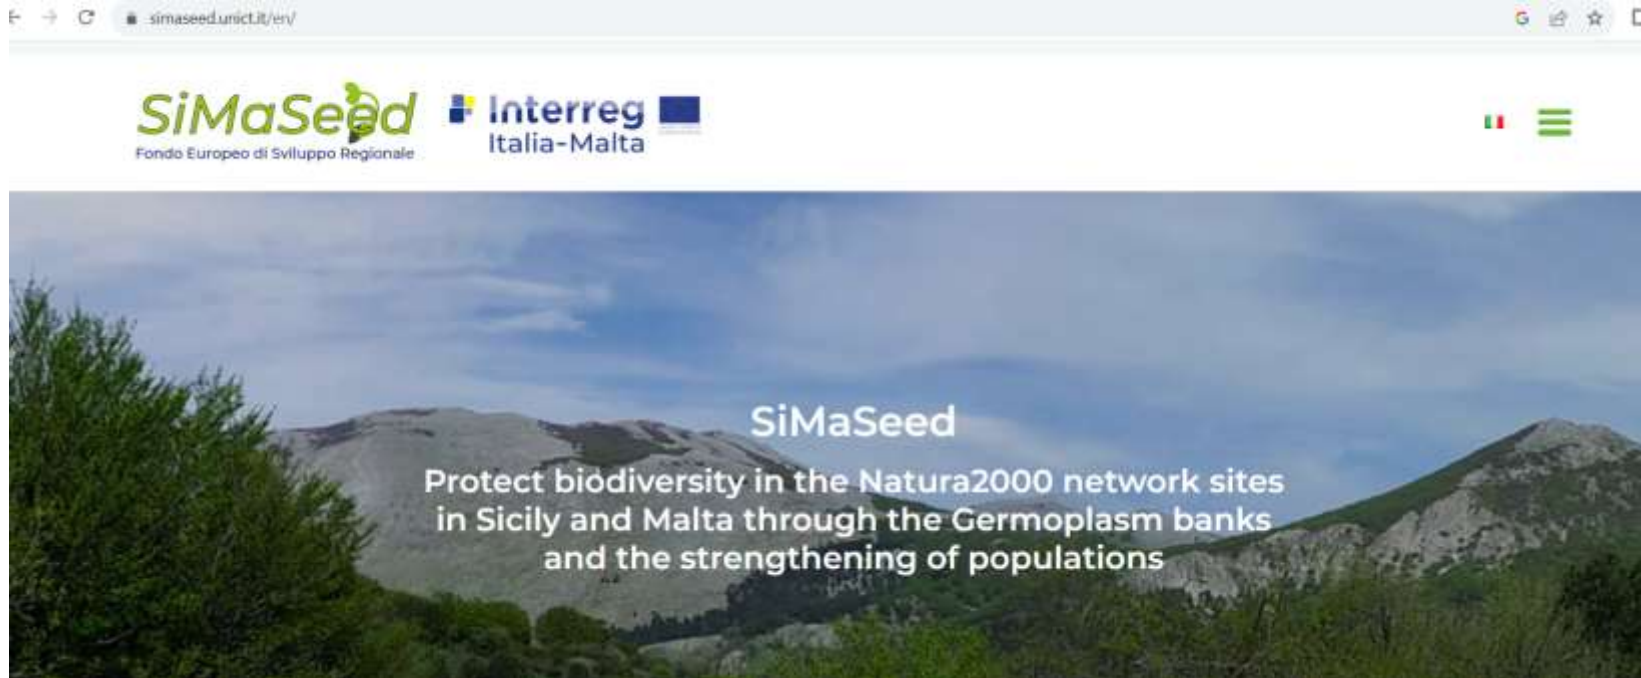 simaseed.unict.it/en/
SiMaSeed
Fondo Europeo di Sviluppo Regionale
Interreg
Italia-Malta
SiMaSeed
Protect biodiversity in the Natura2000 network sites
in Sicily and Malta through the Germoplasm banks
and the strengthening of populations